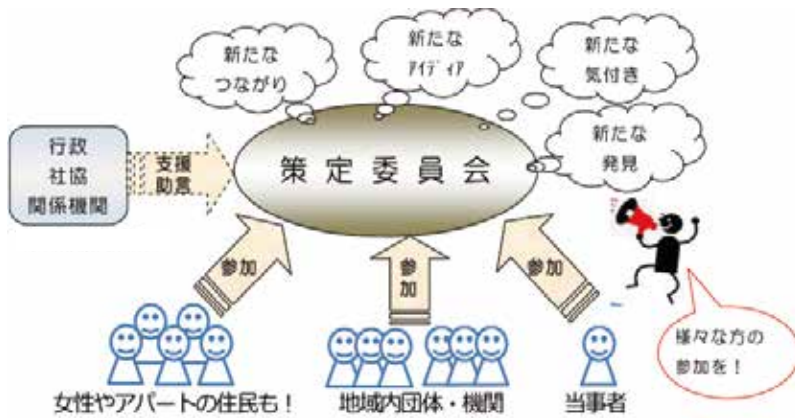 新たな
つながり
新たな
アイディア
新たな
気付き
新たな
発見
行政
社協
関係機関
支援
助言
策定委員会
参加
参加
参加
様々な方の
参加を！
女性やアパートの住民も！
地域内団体・機関
当事者